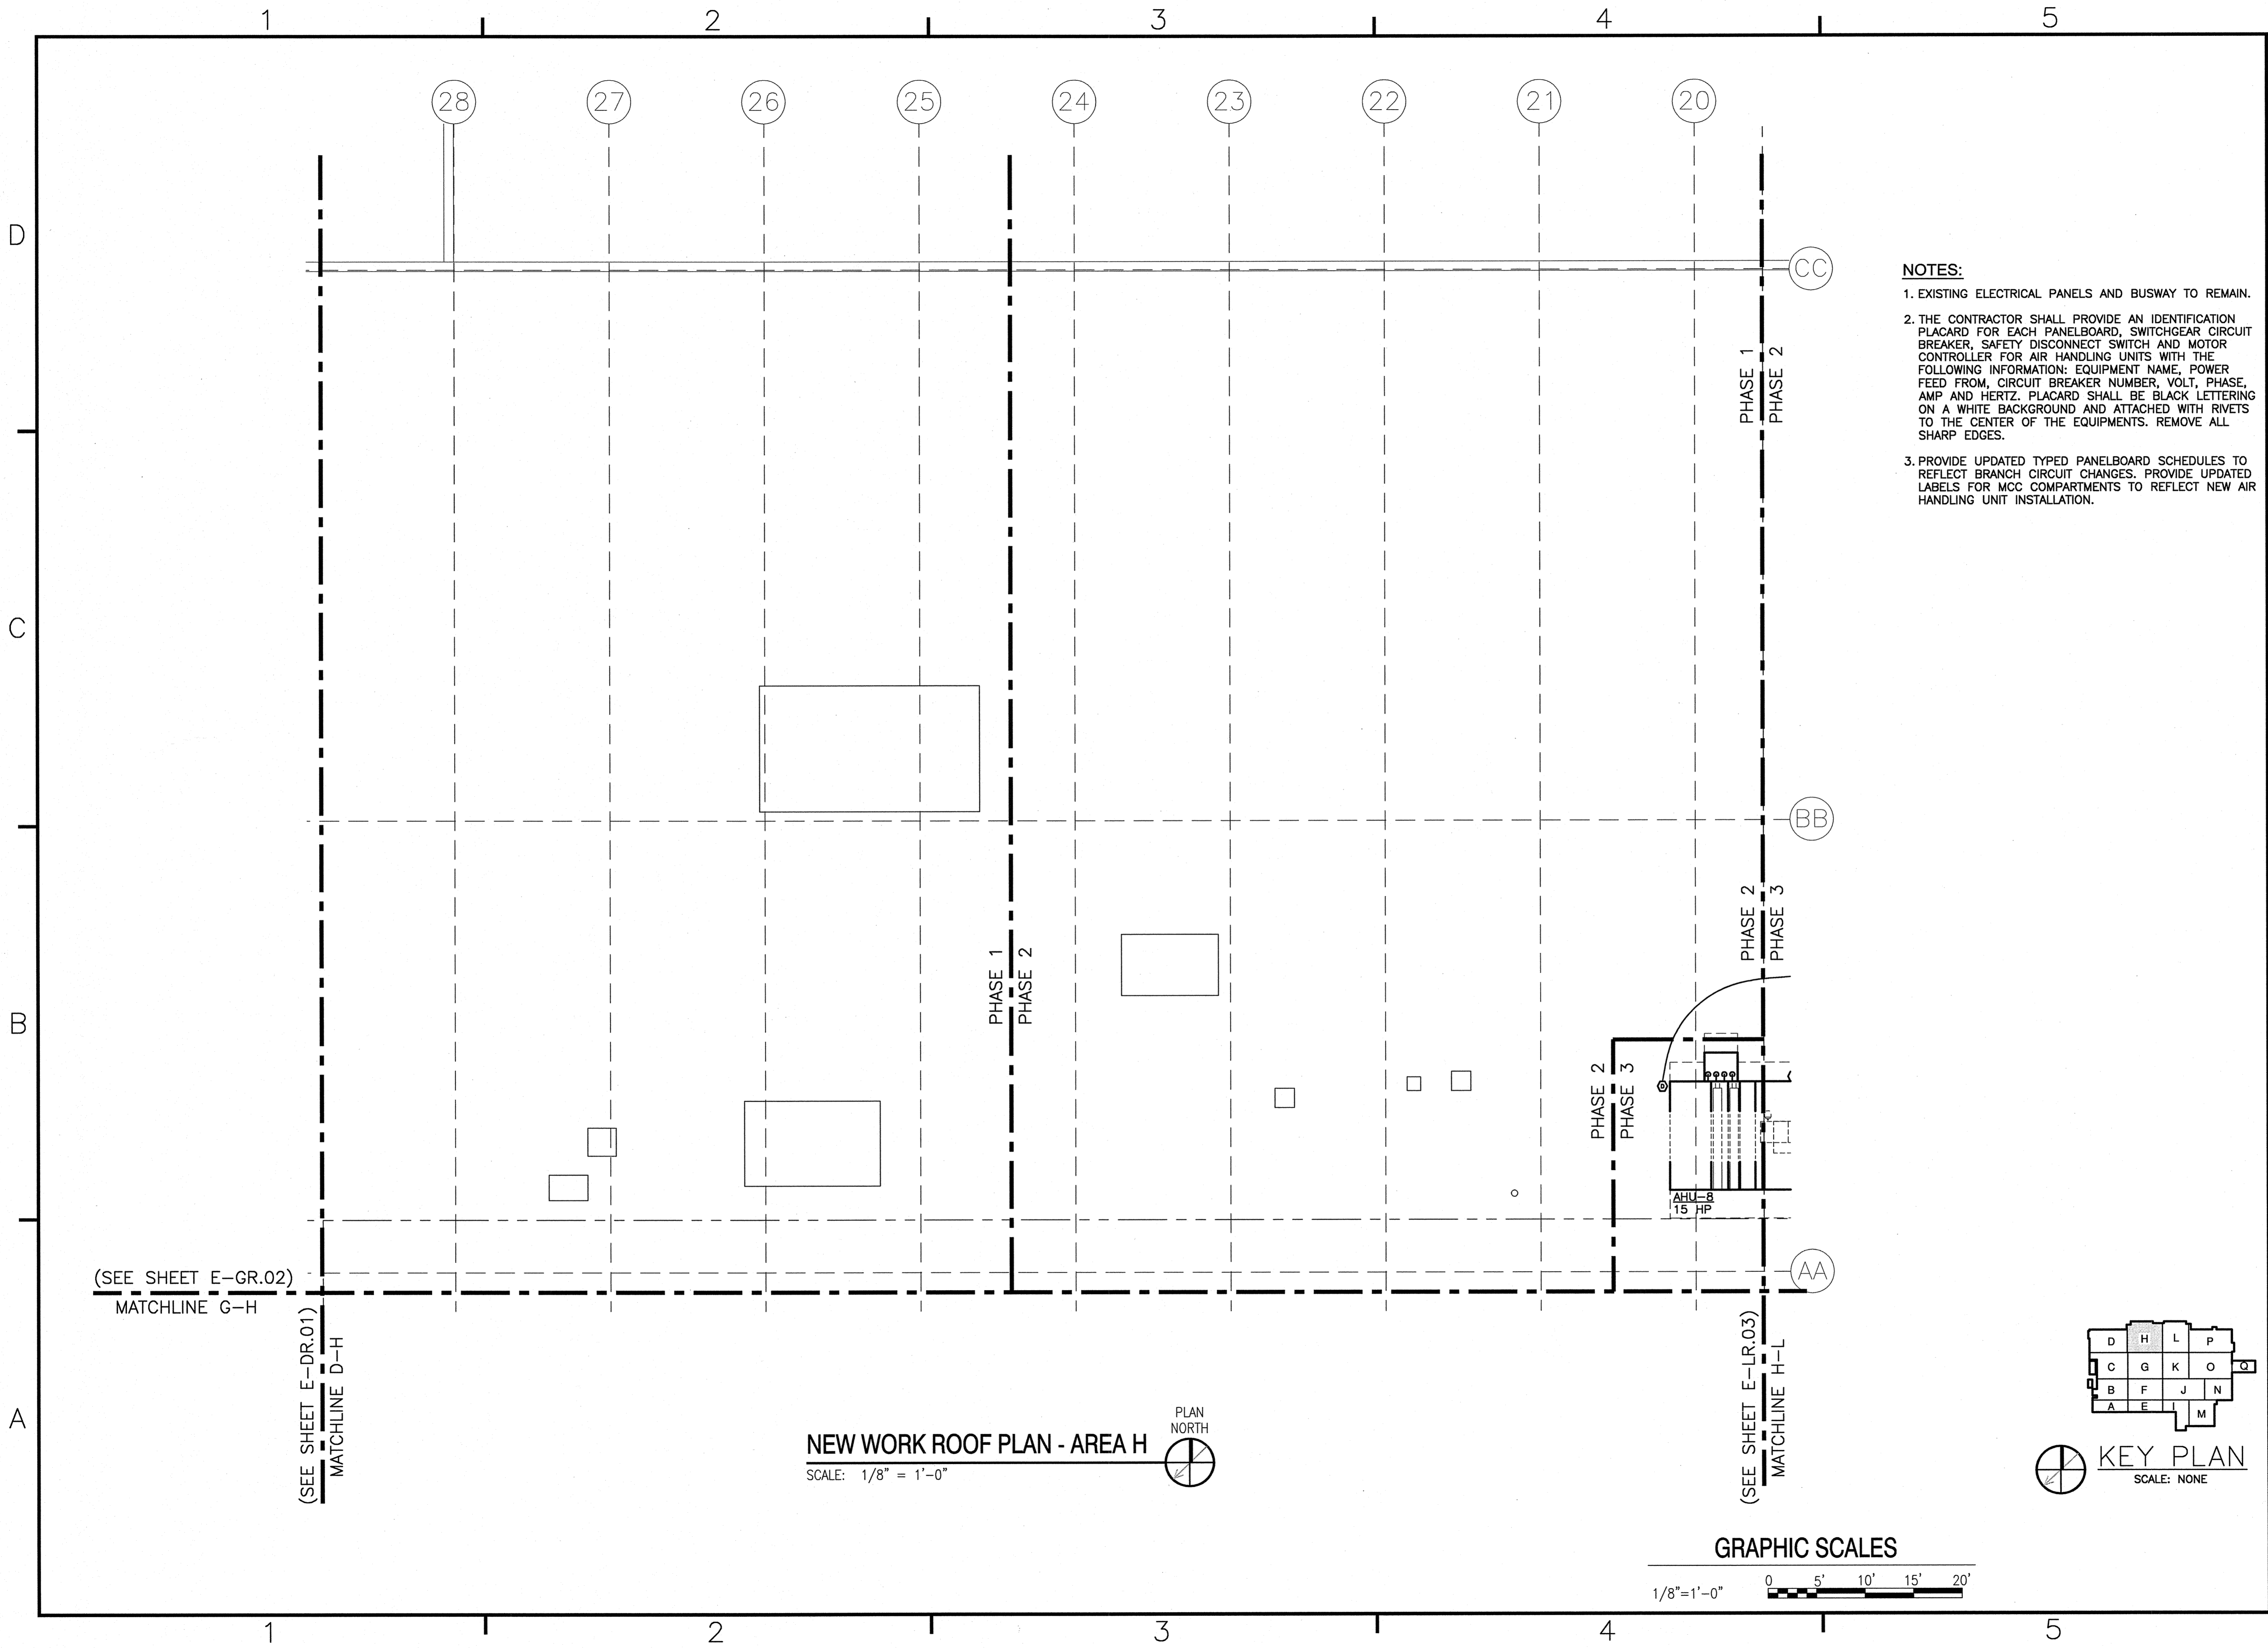 1 2 3 4 5
28 27 26 25 24 23 22 21 20
D
CC
NOTES:
1. EXISTING ELECTRICAL PANELS AND BUSWAY TO REMAIN.
2. THE CONTRACTOR SHALL PROVIDE AN IDENTIFICATION
PLACARD FOR EACH PANELBOARD, SWITCHGEAR CIRCUIT
BREAKER, SAFETY DISCONNECT SWITCH AND MOTOR
CONTROLLER FOR AIR HANDLING UNITS WITH THE
FOLLOWING INFORMATION: EQUIPMENT NAME, POWER
FEED FROM, CIRCUIT BREAKER NUMBER, VOLT, PHASE,
AMP AND HERTZ. PLACARD SHALL BE BLACK LETTERING
ON A WHITE BACKGROUND AND ATTACHED WITH RIVETS
TO THE CENTER OF THE EQUIPMENTS. REMOVE ALL
SHARP EDGES.
3. PROVIDE UPDATED TYPED PANELBOARD SCHEDULES TO
REFLECT BRANCH CIRCUIT CHANGES. PROVIDE UPDATED
LABELS FOR MCC COMPARTMENTS TO REFLECT NEW AIR
HANDLING UNIT INSTALLATION.
PHASE 1
PHASE 2
C
BB
PHASE 2
PHASE 3
PHASE 1
PHASE 2
B
PHASE 2
PHASE 3
D
AHU-8
15 HP
AA
(SEE SHEET E-GR.02)
MATCHLINE G-H
(SEE SHEET E-DR.01)
MATCHLINE D-H
(SEE SHEET E-LR.03)
MATCHLINE H-L
A
PLAN
NORTH
NEW WORK ROOF PLAN - AREA H
SCALE: 1/8" = 1'-0"
D H L P
C G K O Q
B F J N
A E I M
KEY PLAN
SCALE: NONE
GRAPHIC SCALES
1/8"=1'-0" 0 5' 10' 15' 20'
1 2 3 4 5